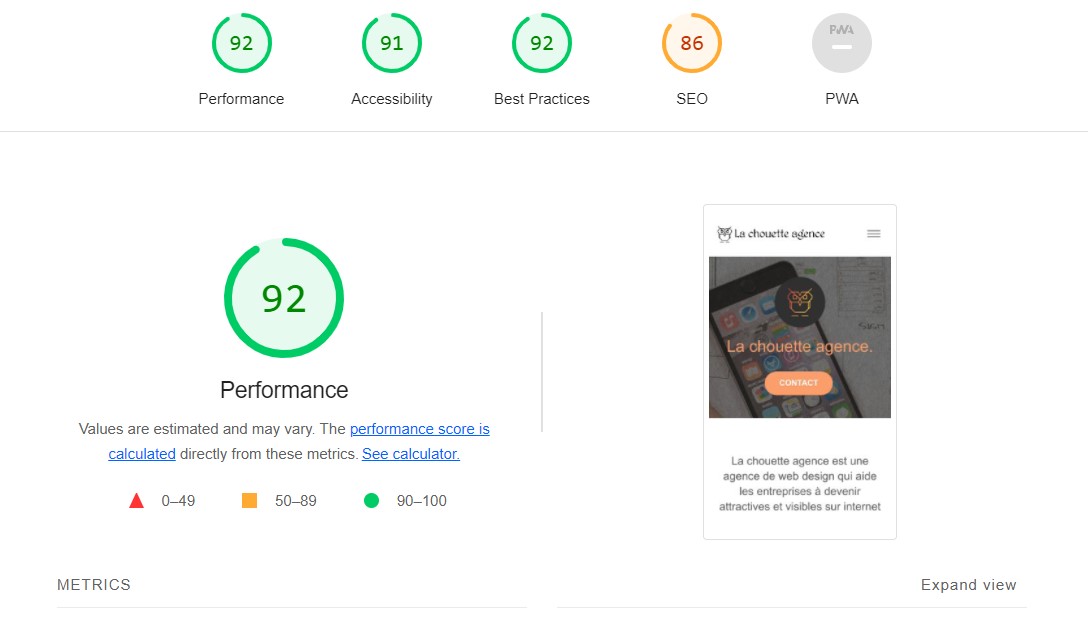 92
91
92
86
PWA
Performance
Accessibility
Best Practices
SEO
PWA
92
Performance
Values are estimated and may vary. The performance score is
calculated directly from these metrics. See calculator.
0–49
50–89
90–100
La chouette agence
La chouette agence.
CONTACT
La chouette agence est une
agence de web design qui aide
les entreprises à devenir
attractives et visibles sur internet
METRICS
Expand view